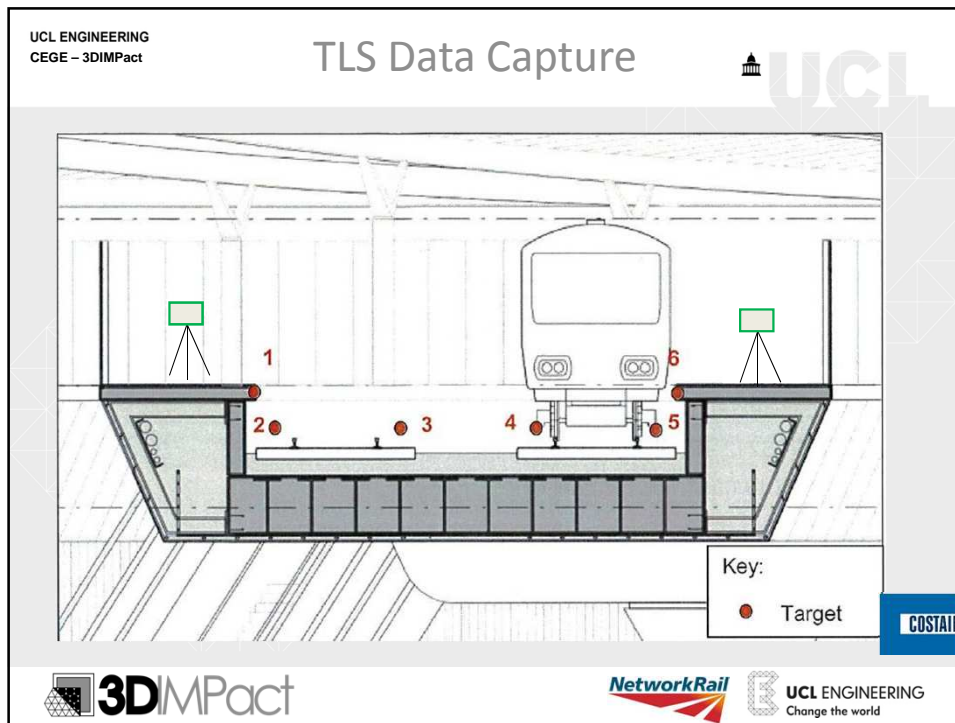 UCL ENGINEERING
CEGE – 3DIMPact
TLS Data Capture
UCL
1
6
2
3
4
5
Key:
Target
COSTAIN
3DIMPact
NetworkRail
UCL ENGINEERING
Change the world